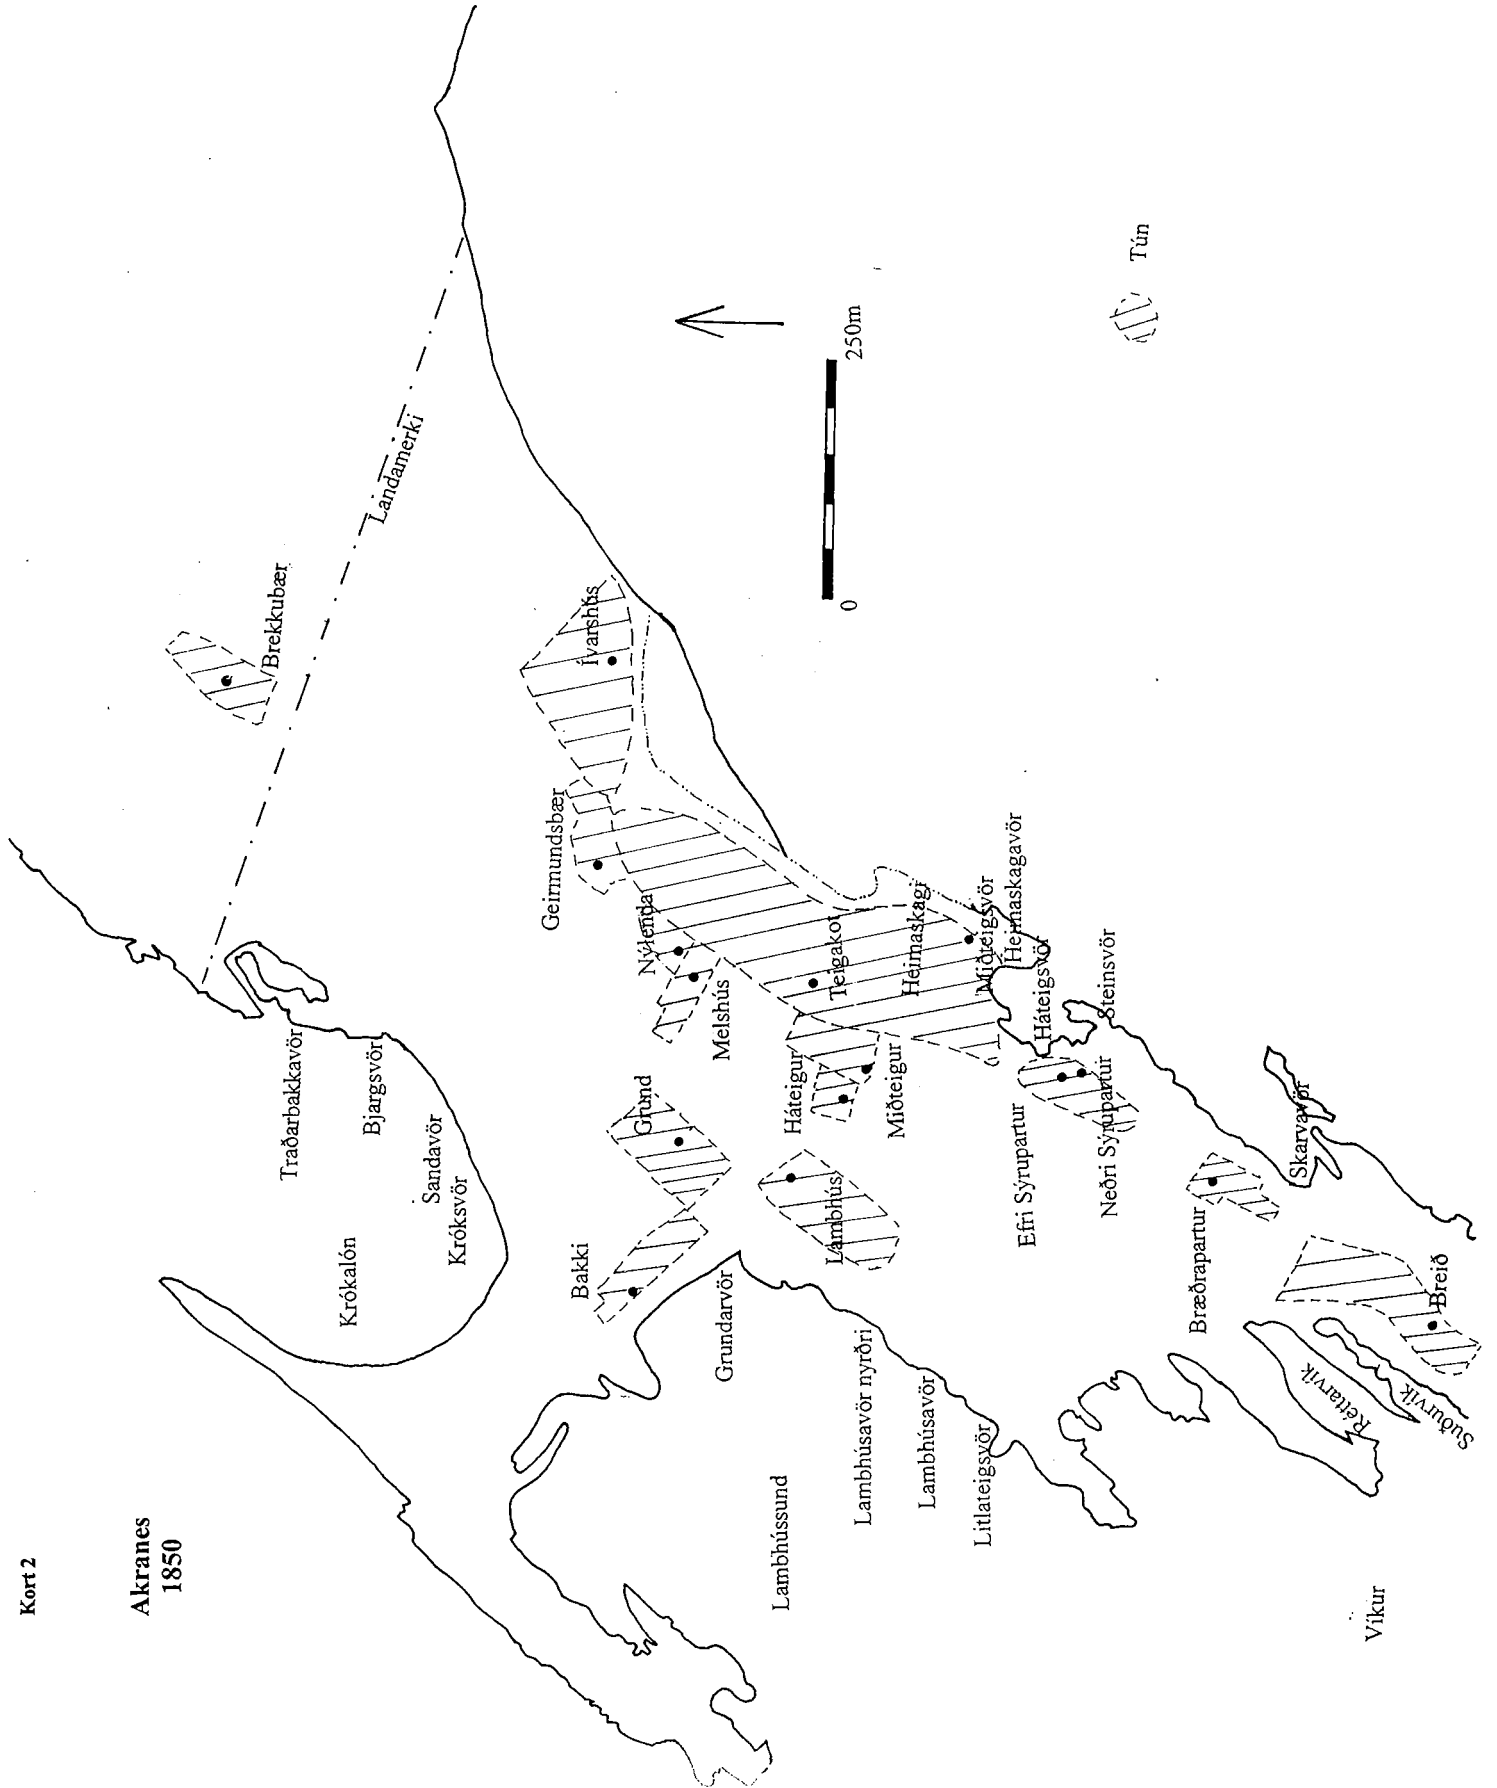 Kort 2
Akranes
1850
Brekkubær
Landamerki
Traðarbakkavör
Bjargsvör
Sandavör
Króksvör
Krókalón
Ívarshús
Geirmundsbær
Nýlenda
Melshús
Grund
Bakki
Grundarvör
Háteigur
Miðteigur
Teigakot
Heimaskagi
Miðteigsvör
Heimaskagavör
Háteigsvör
Steinsvör
Lambhús
Lambhússund
Lambhúsavör nyrðri
Lambhúsavör
Litlateigsvör
Efri Sýrupartur
Neðri Sýrupartur
Bræðrapartur
Skarvavör
Breið
Réttarvík
Suðurvík
Víkur
0
250m
Tún